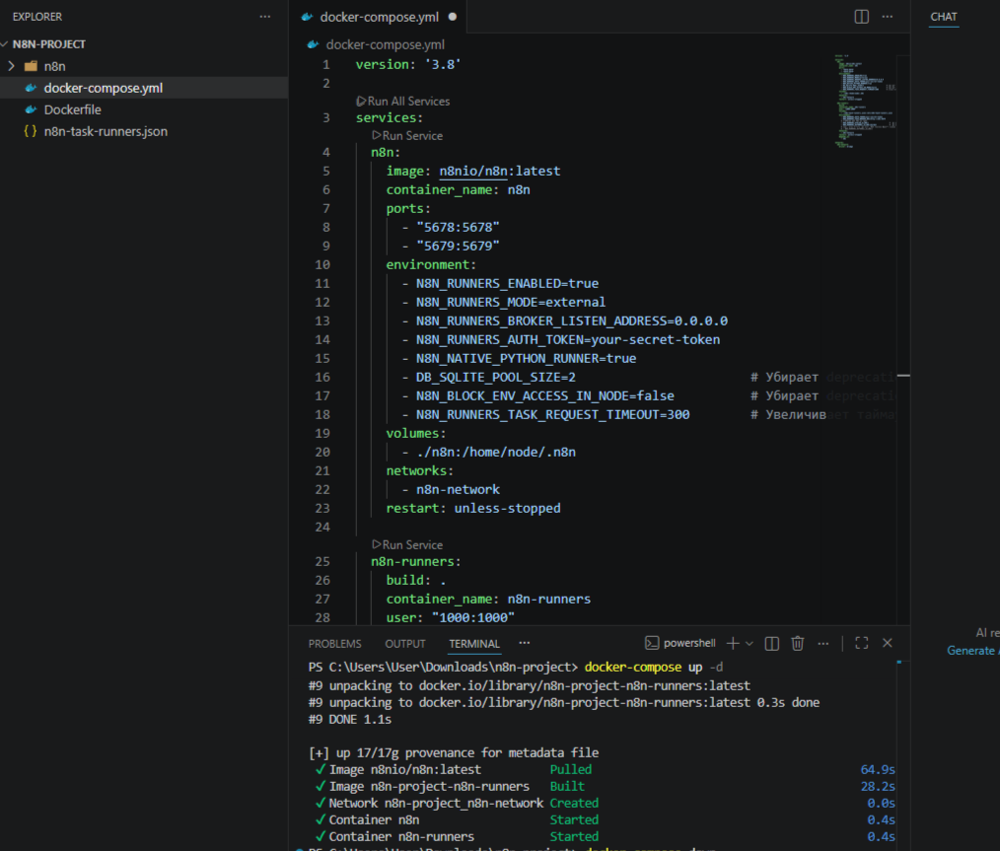 EXPLORER
N8N-PROJECT
n8n
docker-compose.yml
Dockerfile
n8n-task-runners.json
docker-compose.yml
docker-compose.yml
1 version: '3.8'
2
Run All Services
3 services:
Run Service
4 n8n:
5 image: n8nio/n8n:latest
6 container_name: n8n
7 ports:
8 - "5678:5678"
9 - "5679:5679"
10 environment:
11 - N8N_RUNNERS_ENABLED=true
12 - N8N_RUNNERS_MODE=external
13 - N8N_RUNNERS_BROKER_LISTEN_ADDRESS=0.0.0.0
14 - N8N_RUNNERS_AUTH_TOKEN=your-secret-token
15 - N8N_NATIVE_PYTHON_RUNNER=true
16 - DB_SQLITE_POOL_SIZE=2 # Убирает deprecati
17 - N8N_BLOCK_ENV_ACCESS_IN_NODE=false # Убирает deprecati
18 - N8N_RUNNERS_TASK_REQUEST_TIMEOUT=300 # Увеличивает тайма
19 volumes:
20 - ./n8n:/home/node/.n8n
21 networks:
22 - n8n-network
23 restart: unless-stopped
24
Run Service
25 n8n-runners:
26 build: .
27 container_name: n8n-runners
28 user: "1000:1000"
CHAT
AI re
Generate
PROBLEMS OUTPUT TERMINAL ··· powershell
PS C:\Users\User\Downloads\n8n-project> docker-compose up -d
#9 unpacking to docker.io/library/n8n-project-n8n-runners:latest
#9 unpacking to docker.io/library/n8n-project-n8n-runners:latest 0.3s done
#9 DONE 1.1s
[+] up 17/17g provenance for metadata file
✓ Image n8nio/n8n:latest Pulled 64.9s
✓ Image n8n-project-n8n-runners Built 28.2s
✓ Network n8n-project_n8n-network Created 0.0s
✓ Container n8n Started 0.4s
✓ Container n8n-runners Started 0.4s